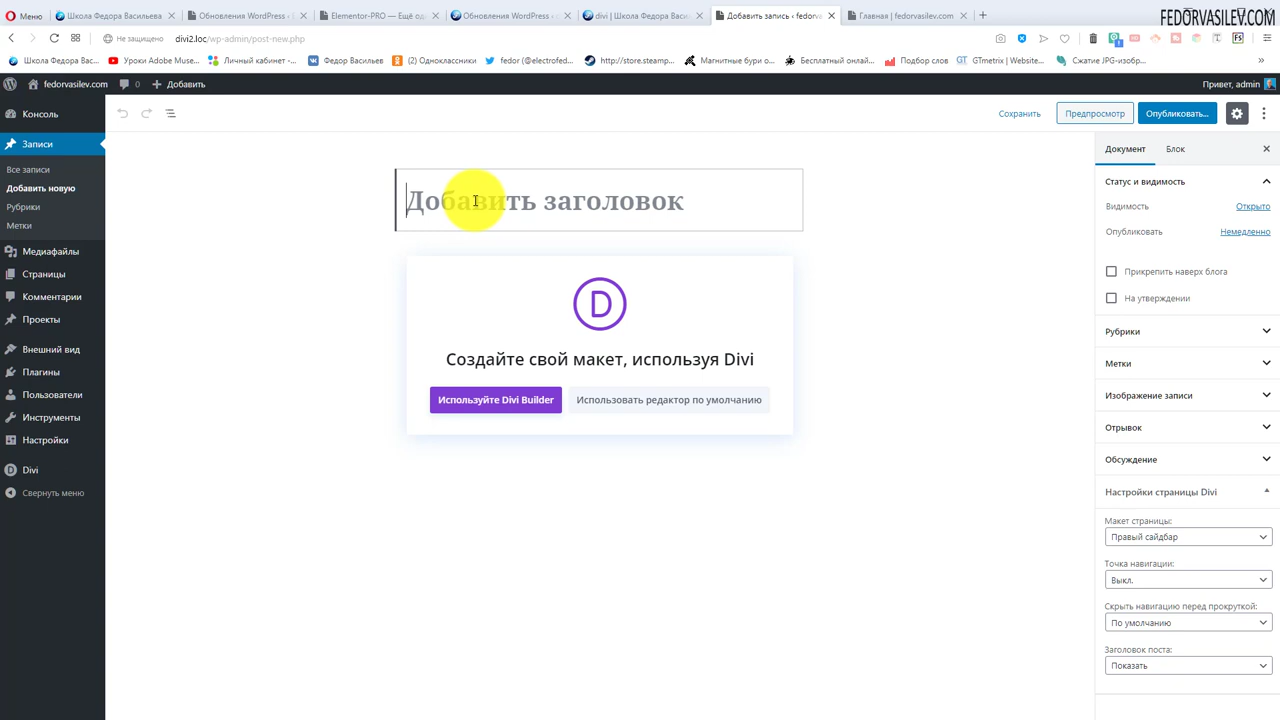 Меню
Школа Федора Васильева
Обновления WordPress
Elementor-PRO — Ещё од
Обновления WordPress
divi | Школа Федора Васи
Добавить запись ‹ fedorva
Главная | fedorvasilev.com
FEDORVASILEV.COM
Не защищено
divi2.loc/wp-admin/post-new.php
Школа Федора Вас...
Уроки Adobe Muse...
Личный кабинет -...
Федор Васильев
(2) Одноклассники
fedor (@electrofed...
http://store.steamp...
Магнитные бури о...
Бесплатный онлай...
Подбор слов
GTmetrix | Website...
Сжатие JPG-изобр...
fedorvasilev.com
0
Добавить
Привет, admin
Консоль
Записи
Все записи
Добавить новую
Рубрики
Метки
Медиафайлы
Страницы
Комментарии
Проекты
Внешний вид
Плагины
Пользователи
Инструменты
Настройки
Divi
Свернуть меню
Сохранить
Предпросмотр
Опубликовать...
Добавить заголовок
D
Создайте свой макет, используя Divi
Используйте Divi Builder
Использовать редактор по умолчанию
Документ
Блок
Статус и видимость
Видимость
Открыто
Опубликовать
Немедленно
Прикрепить наверх блога
На утверждении
Рубрики
Метки
Изображение записи
Отрывок
Обсуждение
Настройки страницы Divi
Макет страницы:
Правый сайдбар
Точка навигации:
Выкл.
Скрыть навигацию перед прокруткой:
По умолчанию
Заголовок поста:
Показать